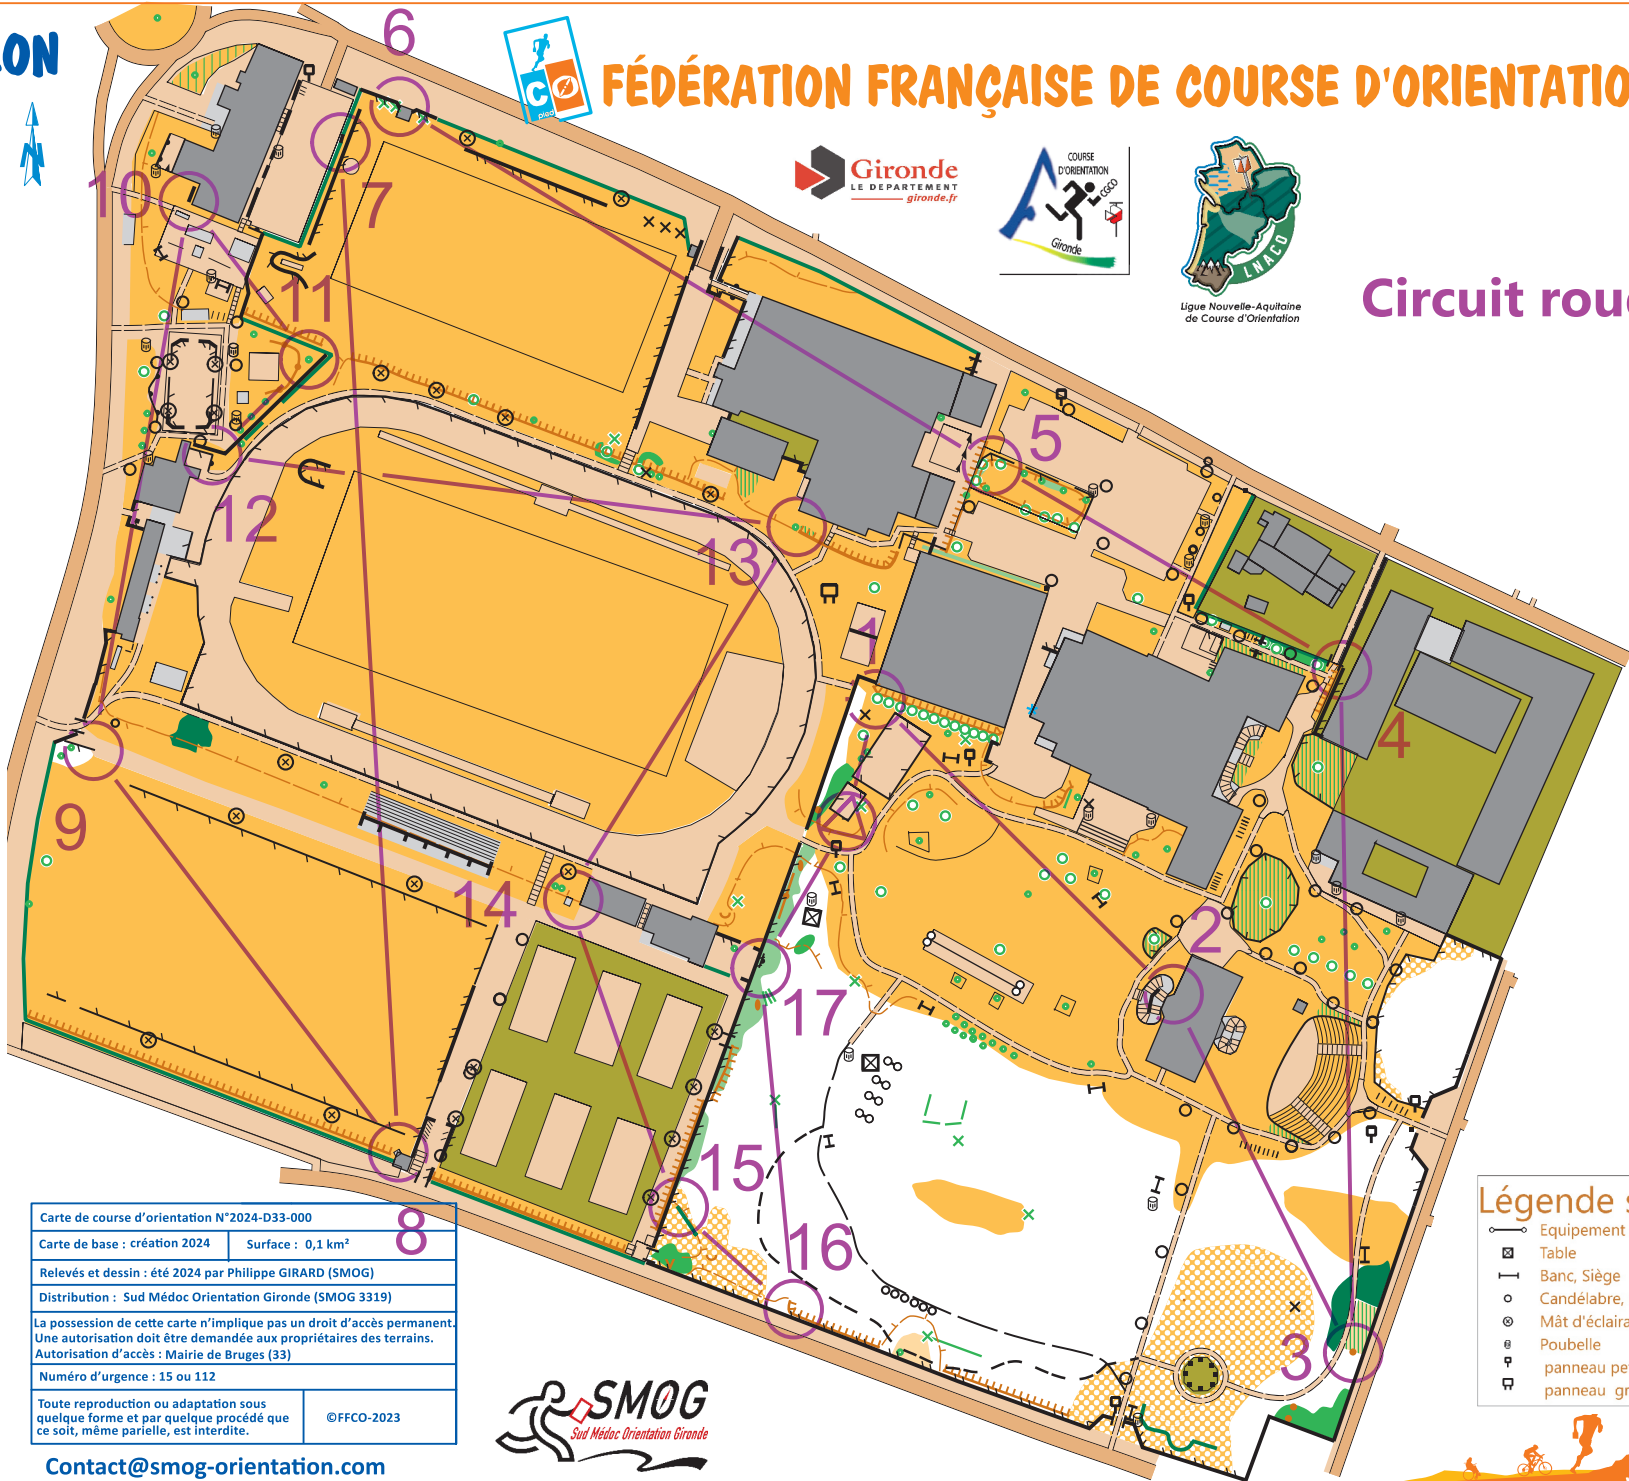 LON
N
6
CO
pied
FÉDÉRATION FRANÇAISE DE COURSE D'ORIENTATIO
Gironde
LE DEPARTEMENT
gironde.fr
COURSE
D'ORIENTATION
CGCO
Gironde
LNACO
Ligue Nouvelle-Aquitaine
de Course d'Orientation
Circuit rou
10
7
11
5
12
13
1
4
9
14
2
17
15
16
8
3
Carte de course d'orientation N°2024-D33-000
Carte de base : création 2024
Surface : 0,1 km²
Relevés et dessin : été 2024 par Philippe GIRARD (SMOG)
Distribution : Sud Médoc Orientation Gironde (SMOG 3319)
La possession de cette carte n'implique pas un droit d'accès permanent.
Une autorisation doit être demandée aux propriétaires des terrains.
Autorisation d'accès : Mairie de Bruges (33)
Numéro d'urgence : 15 ou 112
Toute reproduction ou adaptation sous
quelque forme et par quelque procédé que
ce soit, même parielle, est interdite.
©FFCO-2023
Contact@smog-orientation.com
SMOG
Sud Médoc Orientation Gironde
Légende s
Equipement
Table
Banc, Siège
Candélabre,
Mât d'éclaira
Poubelle
panneau pe
panneau gr